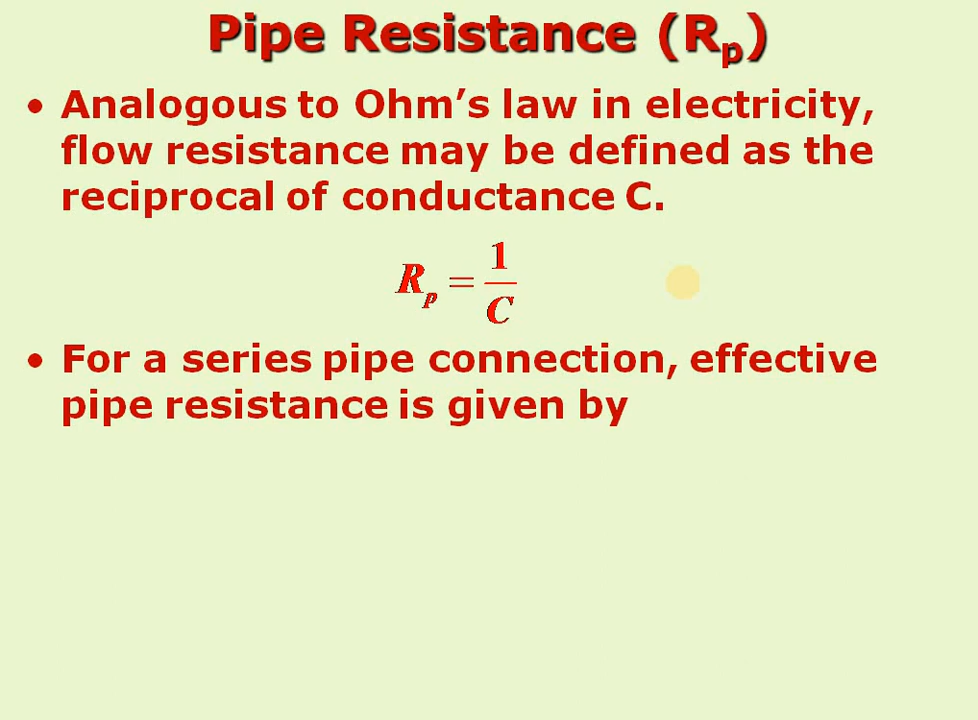 Pipe Resistance (Rₚ)
• Analogous to Ohm’s law in electricity,
flow resistance may be defined as the
reciprocal of conductance C.
Rₚ = 1/C
• For a series pipe connection, effective
pipe resistance is given by